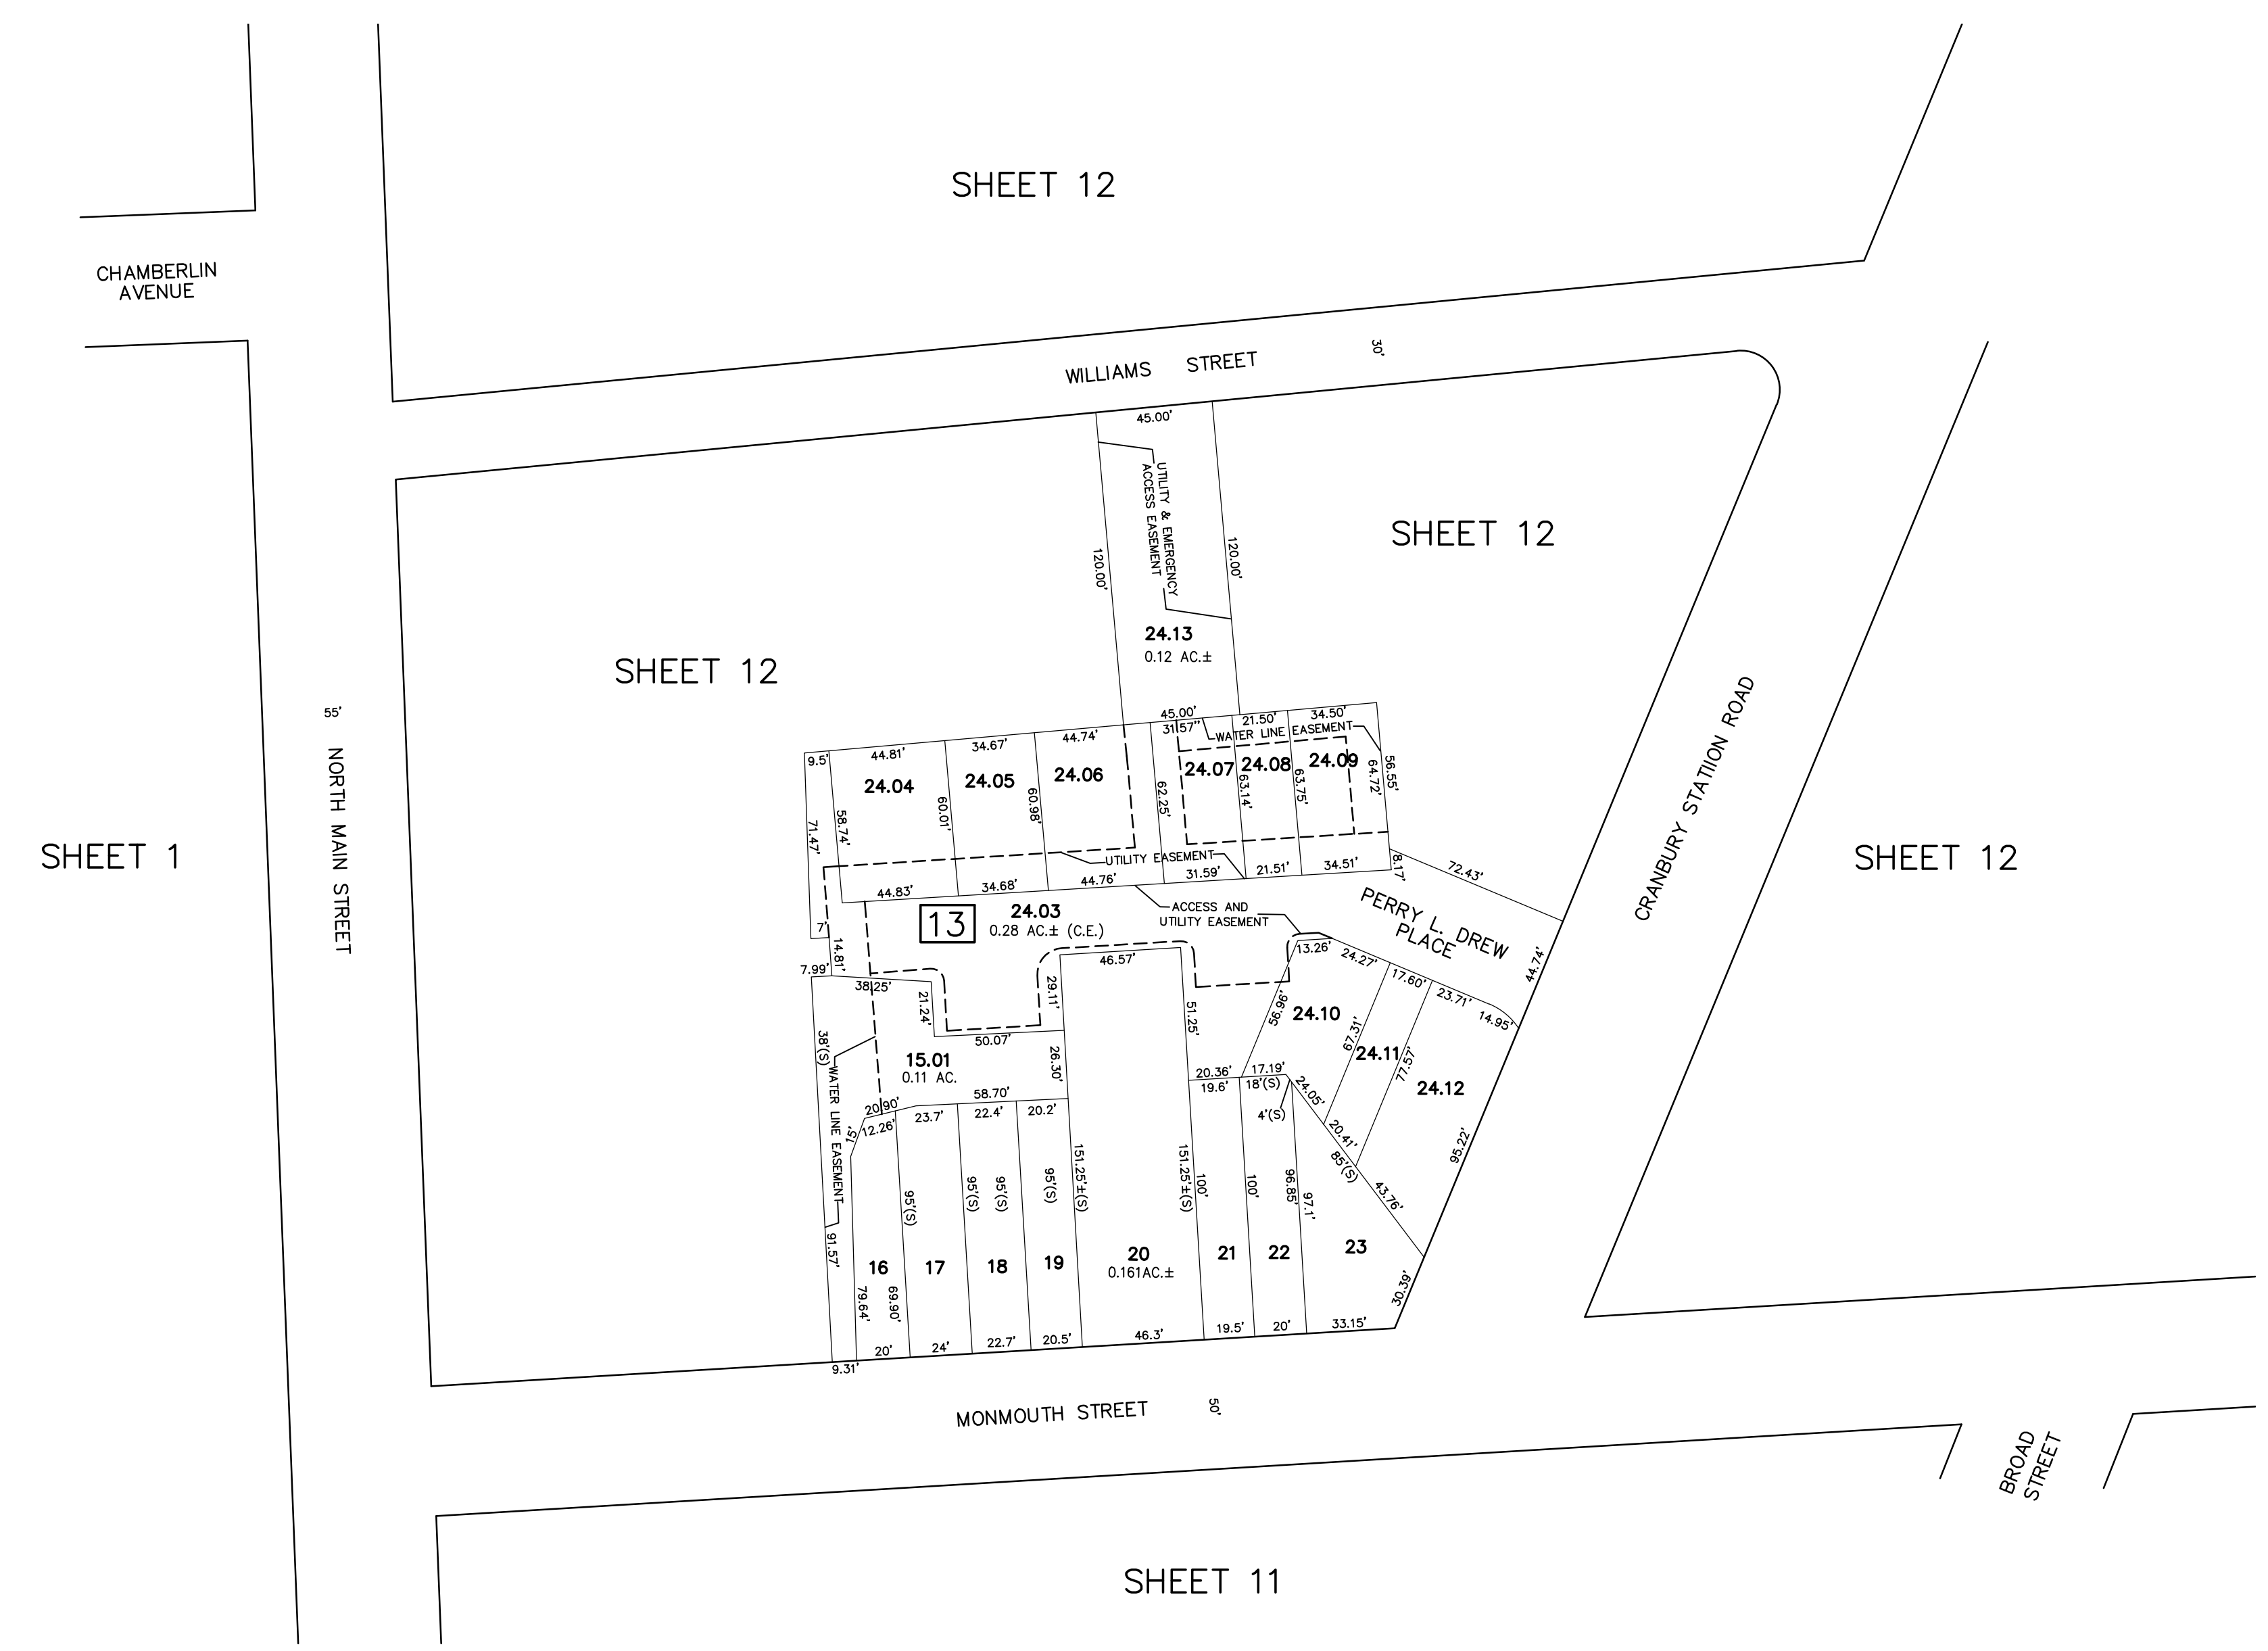 SHEET 12
CHAMBERLIN
AVENUE
30'
WILLIAMS STREET
45.00'
UTILITY & EMERGENCY
ACCESS EASEMENT
120.00'
120.00'
SHEET 12
24.13
0.12 AC.±
SHEET 12
55'
NORTH MAIN STREET
CRANBURY STATIION ROAD
SHEET 1
SHEET 12
45.00'
21.50'
34.50'
31.57''
WATER LINE EASEMENT
9.5'
44.81'
34.67'
44.74'
24.04
24.05
24.06
24.07
24.08
24.09
56.55'
64.72'
71.47'
58.74'
60.01'
60.98'
62.25'
63.14'
63.75'
UTILITY EASEMENT
44.83'
34.68'
44.76'
31.59'
21.51'
34.51'
8.17'
72.43'
13
24.03
0.28 AC.± (C.E.)
ACCESS AND
UTILITY EASEMENT
PERRY L. DREW
PLACE
7'
14.81'
7.99'
38.25'
21.24'
46.57'
29.11'
51.25'
13.26'
24.27'
17.60'
23.71'
14.95'
44.74'
56.96'
24.10
67.31'
24.11
77.57'
24.12
95.22'
38'(S)
50.07'
26.30'
15.01
0.11 AC.
WATER LINE EASEMENT
20.90'
58.70'
20.36'
17.19'
19.6'
18'(S)
4'(S)
24.05'
20.41'
85'(S)
43.76'
15'
12.26'
23.7'
22.4'
20.2'
95'(S)
95'(S)
95'(S)
95'(S)
151.25'±(S)
151.25'±(S)
100'
100'
96.85'
97.1'
91.57'
16
17
18
19
20
0.161AC.±
21
22
23
79.64'
69.90'
30.39'
9.31'
20'
24'
22.7'
20.5'
46.3'
19.5'
20'
33.15'
MONMOUTH STREET
50'
BROAD
STREET
SHEET 11